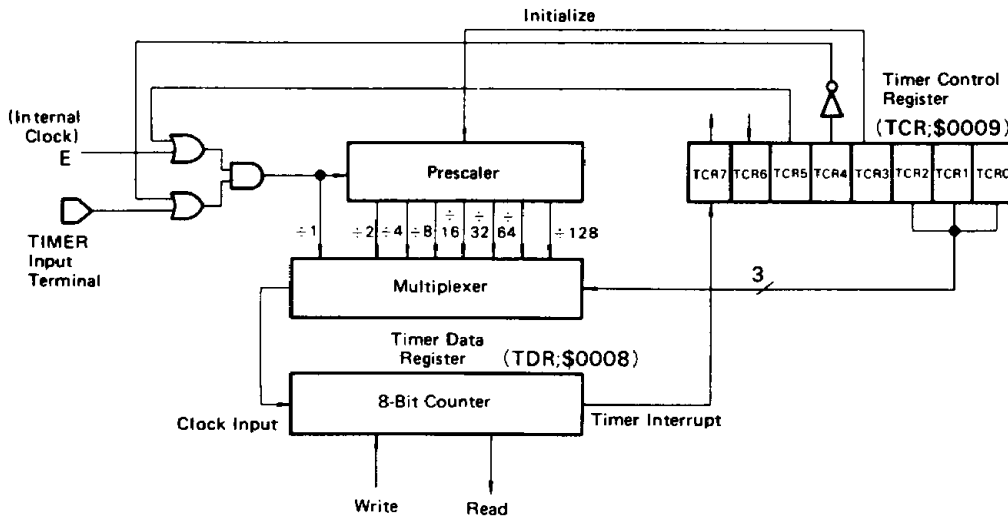 Initialize
(Internal
Clock)
E
TIMER
Input
Terminal
Timer Control
Register
(TCR;$0009)
TCR7 TCR6 TCR5 TCR4 TCR3 TCR2 TCR1 TCR0
Prescaler
÷1 ÷2 ÷4 ÷8 ÷16 ÷32 ÷64 ÷128
Multiplexer
3
Timer Data
Register (TDR;$0008)
8-Bit Counter
Clock Input
Timer Interrupt
Write
Read